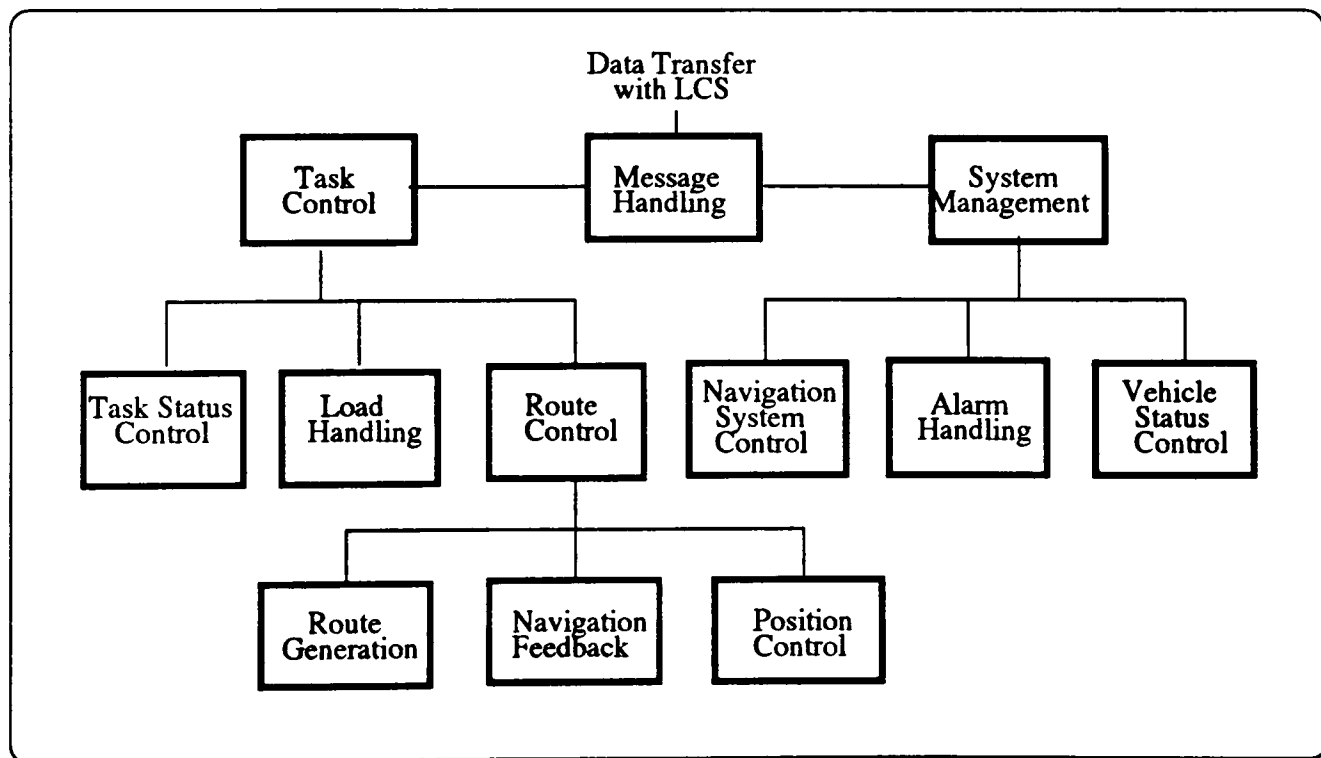 Data Transfer
with LCS
Task
Control
Message
Handling
System
Management
Task Status
Control
Load
Handling
Route
Control
Navigation
System
Control
Alarm
Handling
Vehicle
Status
Control
Route
Generation
Navigation
Feedback
Position
Control